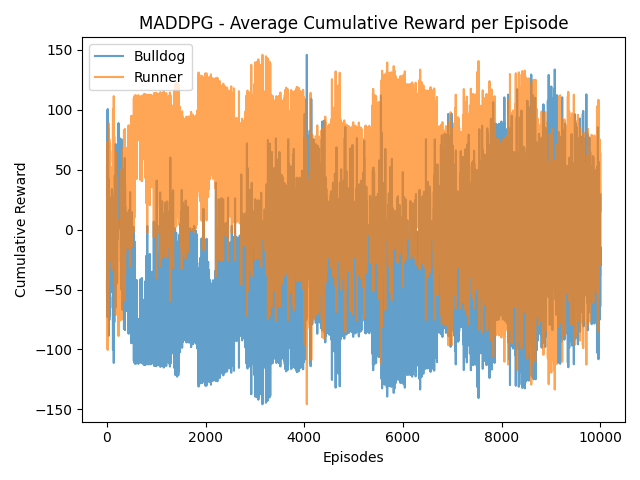 MADDPG - Average Cumulative Reward per Episode
Bulldog
Runner
Cumulative Reward
150
100
50
0
−50
−100
−150
0 2000 4000 6000 8000 10000
Episodes